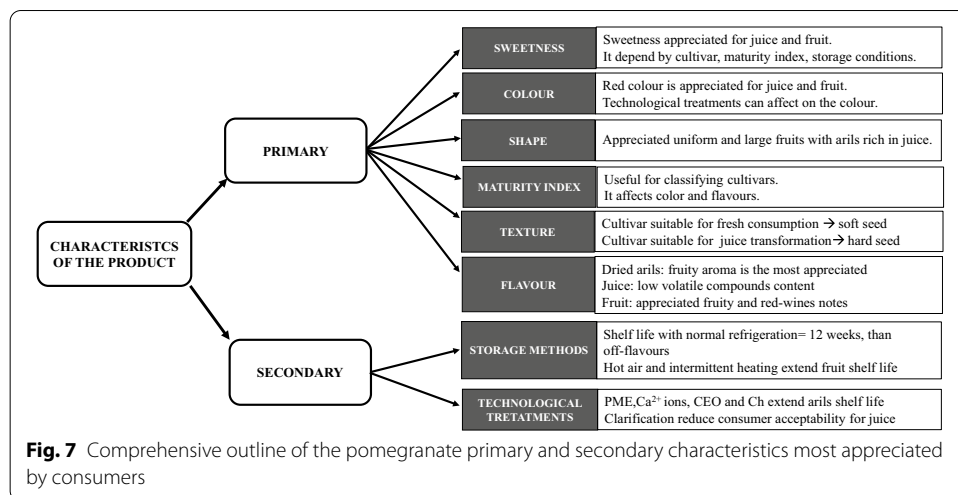 SWEETNESS
Sweetness appreciated for juice and fruit.
It depend by cultivar, maturity index, storage conditions.
COLOUR
Red colour is appreciated for juice and fruit.
Technological treatments can affect on the colour.
PRIMARY
SHAPE
Appreciated uniform and large fruits with arils rich in juice.
MATURITY INDEX
Useful for classifying cultivars.
It affects color and flavours.
CHARACTERISTCS
OF THE PRODUCT
TEXTURE
Cultivar suitable for fresh consumption → soft seed
Cultivar suitable for juice transformation→ hard seed
FLAVOUR
Dried arils: fruity aroma is the most appreciated
Juice: low volatile compounds content
Fruit: appreciated fruity and red-wines notes
SECONDARY
STORAGE METHODS
Shelf life with normal refrigeration= 12 weeks, than
off-flavours
Hot air and intermittent heating extend fruit shelf life
TECHNOLOGICAL
TRETATMENTS
PME,Ca²⁺ ions, CEO and Ch extend arils shelf life
Clarification reduce consumer acceptability for juice
Fig. 7 Comprehensive outline of the pomegranate primary and secondary characteristics most appreciated
by consumers